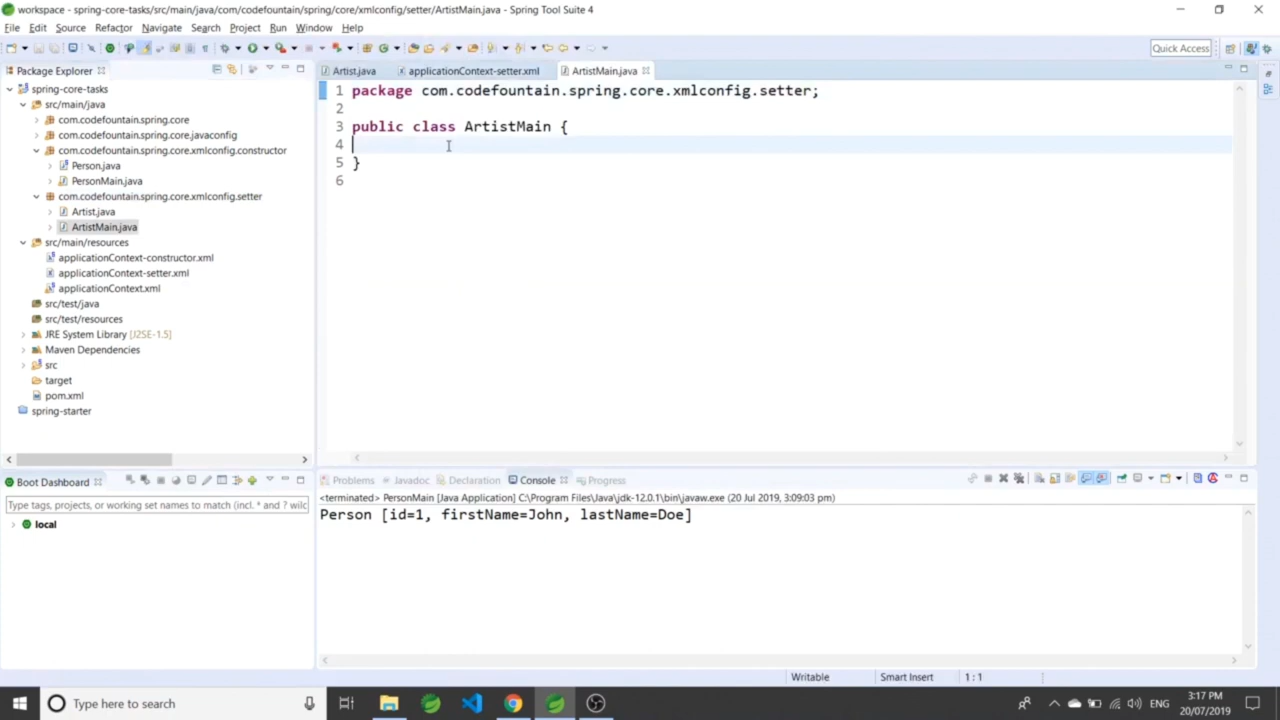 workspace - spring-core-tasks/src/main/java/com/codefountain/spring/core/xmlconfig/setter/ArtistMain.java - Spring Tool Suite 4
File Edit Source Refactor Navigate Search Project Run Window Help
Quick Access
Package Explorer
spring-core-tasks
src/main/java
com.codefountain.spring.core
com.codefountain.spring.core.javaconfig
com.codefountain.spring.core.xmlconfig.constructor
Person.java
PersonMain.java
com.codefountain.spring.core.xmlconfig.setter
Artist.java
ArtistMain.java
src/main/resources
applicationContext-constructor.xml
applicationContext-setter.xml
applicationContext.xml
src/test/java
src/test/resources
JRE System Library [J2SE-1.5]
Maven Dependencies
src
target
pom.xml
spring-starter
Artist.java applicationContext-setter.xml ArtistMain.java
1 package com.codefountain.spring.core.xmlconfig.setter;
2
3 public class ArtistMain {
4
5 }
6
Boot Dashboard
Type tags, projects, or working set names to match (incl. * and ? wilc
local
Problems Javadoc Declaration Console Progress
<terminated> PersonMain [Java Application] C:\Program Files\Java\jdk-12.0.1\bin\javaw.exe (20 Jul 2019, 3:09:03 pm)
Person [id=1, firstName=John, lastName=Doe]
Writable Smart Insert 1 : 1
Type here to search
ENG
3:17 PM
20/07/2019